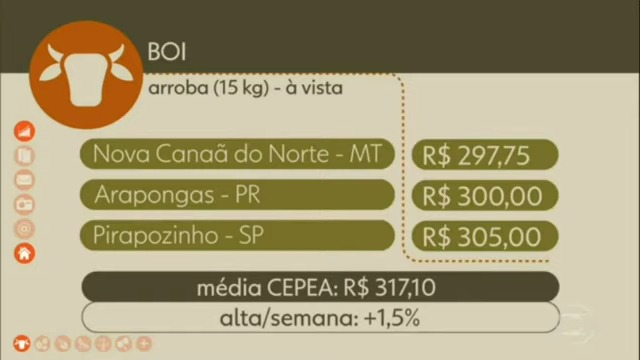 BOI
arroba (15 kg) - à vista
Nova Canaã do Norte - MT R$ 297,75
Arapongas - PR R$ 300,00
Pirapozinho - SP R$ 305,00
média CEPEA: R$ 317,10
alta/semana: +1,5%